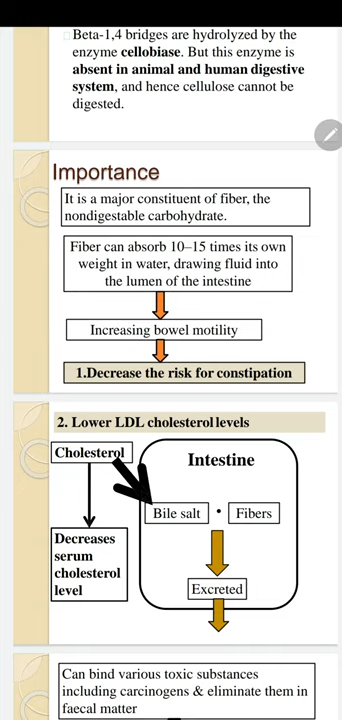 Beta-1,4 bridges are hydrolyzed by the
enzyme cellobiase. But this enzyme is
absent in animal and human digestive
system, and hence cellulose cannot be
digested.
Importance
It is a major constituent of fiber, the
nondigestable carbohydrate.
Fiber can absorb 10–15 times its own
weight in water, drawing fluid into
the lumen of the intestine
Increasing bowel motility
1.Decrease the risk for constipation
2. Lower LDL cholesterol levels
Cholesterol
Intestine
Bile salt • Fibers
Decreases
serum
cholesterol
level
Excreted
Can bind various toxic substances
including carcinogens & eliminate them in
faecal matter